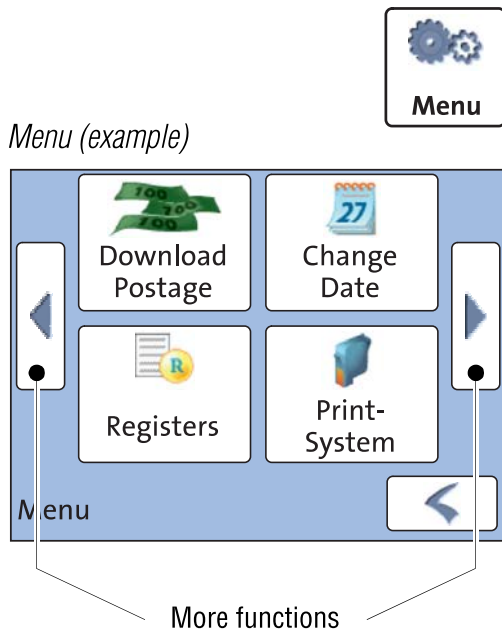 Menu
Menu (example)
100
100
100
Download
Postage
27
Change
Date
R
Registers
Print-
System
Menu
More functions